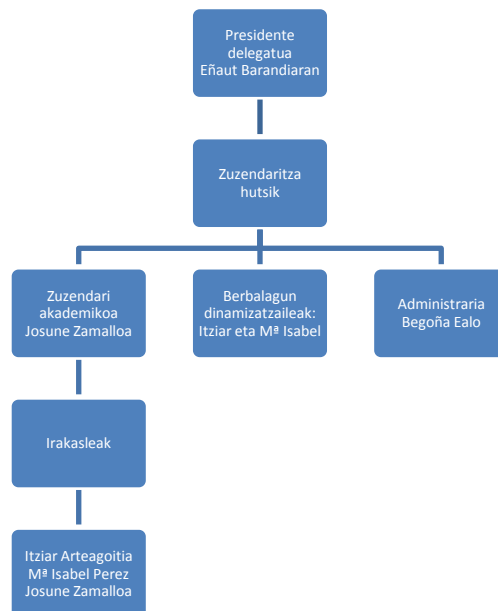 Presidente
delegatua
Eñaut Barandiaran
Zuzendaritza
hutsik
Zuzendari
akademikoa
Josune Zamalloa
Berbalagun
dinamizatzaileak:
Itziar eta Mª Isabel
Administraria
Begoña Ealo
Irakasleak
Itziar Arteagoitia
Mª Isabel Perez
Josune Zamalloa